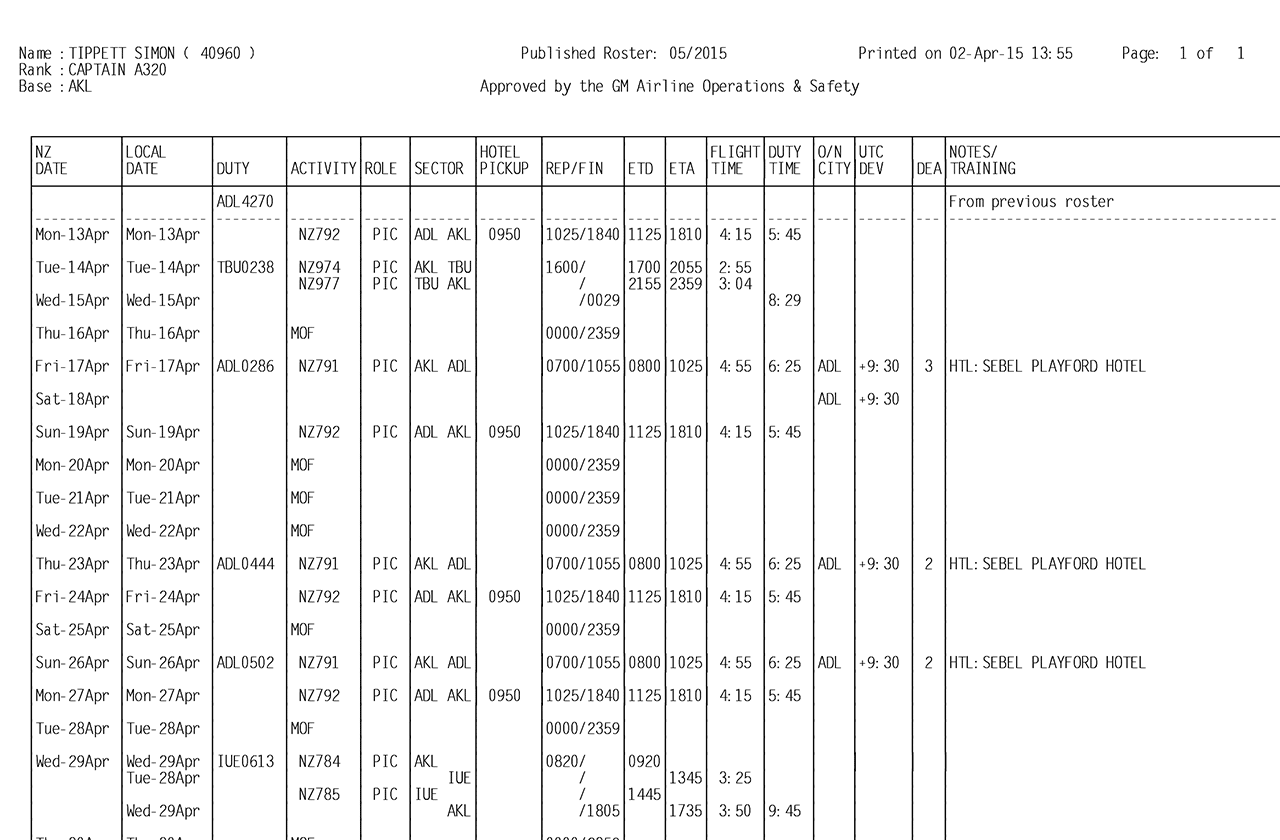 Name : TIPPETT SIMON ( 40960 ) Published Roster: 05/2015 Printed on 02-Apr-15 13:55 Page: 1 of 1
Rank : CAPTAIN A320
Base : AKL Approved by the GM Airline Operations & Safety
NZ DATE LOCAL DATE DUTY ACTIVITY ROLE SECTOR HOTEL PICKUP REP/FIN ETD ETA FLIGHT TIME DUTY TIME O/N CITY UTC DEV DEA NOTES/ TRAINING
ADL4270 From previous roster
Mon-13Apr Mon-13Apr NZ792 PIC ADL AKL 0950 1025/1840 1125 1810 4:15 5:45
Tue-14Apr Tue-14Apr TBU0238 NZ974 PIC AKL TBU 1600/ 1700 2055 2:55
NZ977 PIC TBU AKL / 2155 2359 3:04
Wed-15Apr Wed-15Apr /0029 8:29
Thu-16Apr Thu-16Apr MOF 0000/2359
Fri-17Apr Fri-17Apr ADL0286 NZ791 PIC AKL ADL 0700/1055 0800 1025 4:55 6:25 ADL +9:30 3 HTL: SEBEL PLAYFORD HOTEL
Sat-18Apr ADL +9:30
Sun-19Apr Sun-19Apr NZ792 PIC ADL AKL 0950 1025/1840 1125 1810 4:15 5:45
Mon-20Apr Mon-20Apr MOF 0000/2359
Tue-21Apr Tue-21Apr MOF 0000/2359
Wed-22Apr Wed-22Apr MOF 0000/2359
Thu-23Apr Thu-23Apr ADL0444 NZ791 PIC AKL ADL 0700/1055 0800 1025 4:55 6:25 ADL +9:30 2 HTL: SEBEL PLAYFORD HOTEL
Fri-24Apr Fri-24Apr NZ792 PIC ADL AKL 0950 1025/1840 1125 1810 4:15 5:45
Sat-25Apr Sat-25Apr MOF 0000/2359
Sun-26Apr Sun-26Apr ADL0502 NZ791 PIC AKL ADL 0700/1055 0800 1025 4:55 6:25 ADL +9:30 2 HTL: SEBEL PLAYFORD HOTEL
Mon-27Apr Mon-27Apr NZ792 PIC ADL AKL 0950 1025/1840 1125 1810 4:15 5:45
Tue-28Apr Tue-28Apr MOF 0000/2359
Wed-29Apr Wed-29Apr IUE0613 NZ784 PIC AKL 0820/ 0920
Tue-28Apr IUE / 1345 3:25
NZ785 PIC IUE / 1445
Wed-29Apr AKL /1805 1735 3:50 9:45